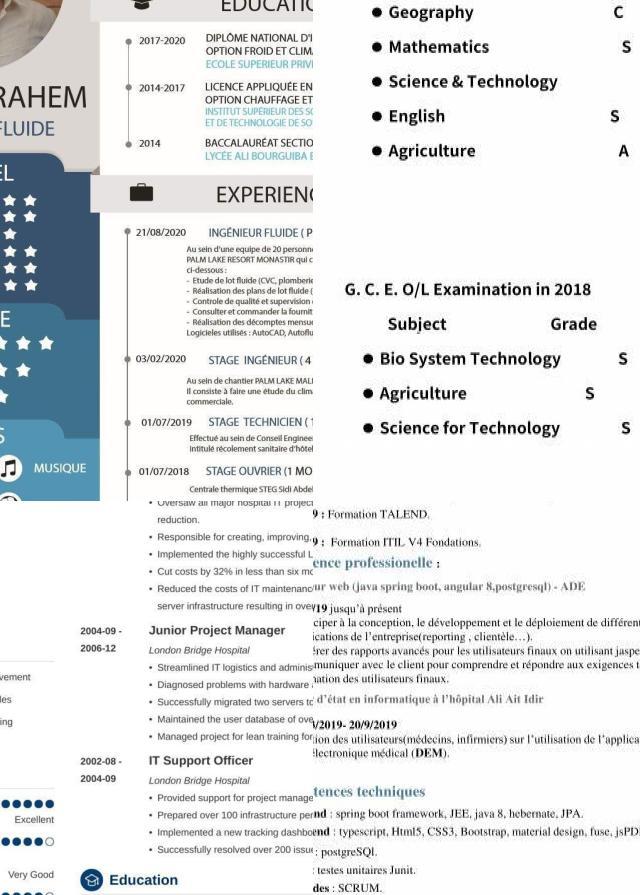 RAHEM
FLUIDE
EL
E
S
MUSIQUE
EDUCATIO
2017-2020
DIPLÔME NATIONAL D'I
OPTION FROID ET CLIM
ECOLE SUPERIEUR PRIV
2014-2017
LICENCE APPLIQUÉE EN
OPTION CHAUFFAGE ET
INSTITUT SUPÉRIEUR DES SC
ET DE TECHNOLOGIE DE SO
2014
BACCALAURÉAT SECTIO
LYCÉE ALI BOURGUIBA B
EXPERIENC
21/08/2020
INGÉNIEUR FLUIDE ( P
Au sein d'une equipe de 20 personne
PALM LAKE RESORT MONASTIR qui c
ci-dessous :
- Etude de lot fluide (CVC, plomberie
- Réalisation des plans de lot fluide (
- Controle de qualité et supervision
- Consulter et commander la fournit
- Réalisation des décomptes mensue
Logicieles utilisés : AutoCAD, Autoflu
03/02/2020
STAGE INGÉNIEUR ( 4
Au sein de chantier PALM LAKE MALI
Il consiste à faire une étude du clim
commerciale.
01/07/2019
STAGE TECHNICIEN ( 1
Effectué au sein de Conseil Engineer
Intitulé récolement sanitaire d'hôtel
01/07/2018
STAGE OUVRIER (1 MO
Centrale thermique STEG Sidi Abdel
• Geography C
• Mathematics S
• Science & Technology
• English S
• Agriculture A
G. C. E. O/L Examination in 2018
Subject Grade
• Bio System Technology S
• Agriculture S
• Science for Technology S
vement
les
ing
Excellent
Very Good
• Oversaw all major hospital IT project
reduction.
• Responsible for creating, improving,
• Implemented the highly successful L
• Cut costs by 32% in less than six mo
• Reduced the costs of IT maintenanc
server infrastructure resulting in over
2004-09 -
2006-12
Junior Project Manager
London Bridge Hospital
• Streamlined IT logistics and adminis
• Diagnosed problems with hardware
• Successfully migrated two servers to
• Maintained the user database of ove
• Managed project for lean training for
2002-08 -
2004-09
IT Support Officer
London Bridge Hospital
• Provided support for project manage
• Prepared over 100 infrastructure per
• Implemented a new tracking dashboa
• Successfully resolved over 200 issu
Education
9 : Formation TALEND.
9 : Formation ITIL V4 Fondations.
ence professionelle :
ur web (java spring boot, angular 8,postgresql) - ADE
19 jusqu'à présent
ciper à la conception, le développement et le déploiement de différent
ications de l'entreprise(reporting , clientèle…).
érer des rapports avancés pour les utilisateurs finaux on utilisant jaspe
muniquer avec le client pour comprendre et répondre aux exigences t
nation des utilisateurs finaux.
d'état en informatique à l'hôpital Ali Ait Idir
/2019- 20/9/2019
ion des utilisateurs(médecins, infirmiers) sur l'utilisation de l'applica
lectronique médical (DEM).
tences techniques
nd : spring boot framework, JEE, java 8, hebernate, JPA.
end : typescript, Html5, CSS3, Bootstrap, material design, fuse, jsPD
: postgreSQl.
: testes unitaires Junit.
des : SCRUM.